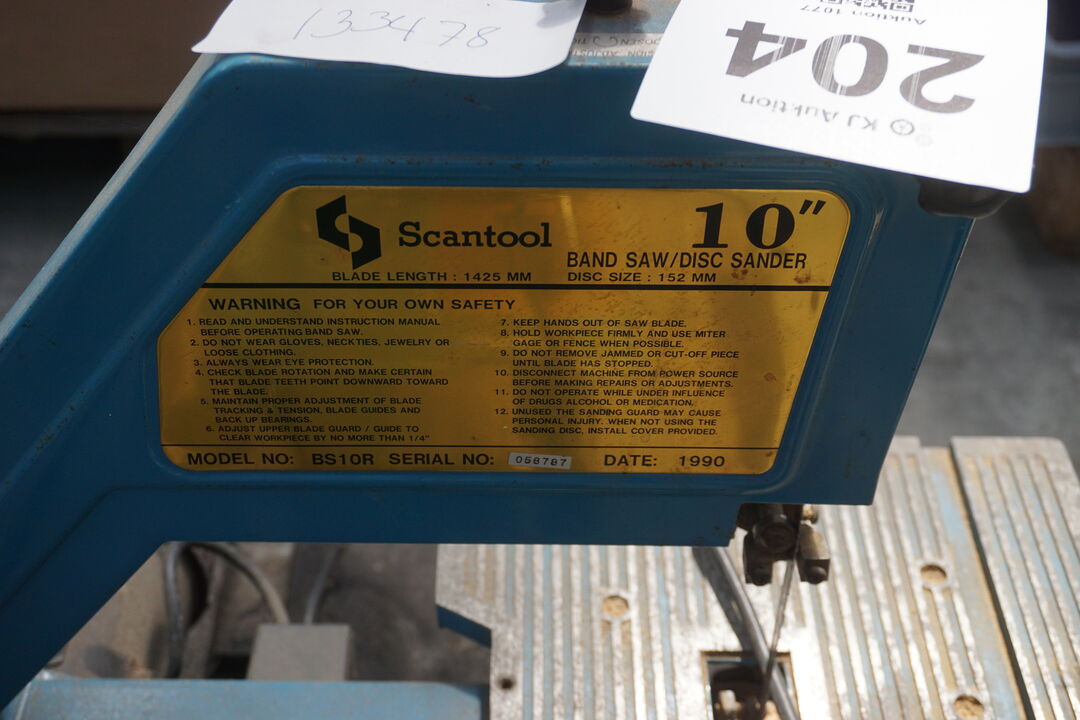 133478
204
Auktion 1077
KJ Auktion
Scantool
10"
BAND SAW/DISC SANDER
BLADE LENGTH : 1425 MM
DISC SIZE : 152 MM
WARNING FOR YOUR OWN SAFETY
1. READ AND UNDERSTAND INSTRUCTION MANUAL
BEFORE OPERATING BAND SAW.
2. DO NOT WEAR GLOVES, NECKTIES, JEWELRY OR
LOOSE CLOTHING.
3. ALWAYS WEAR EYE PROTECTION.
4. CHECK BLADE ROTATION AND MAKE CERTAIN
THAT BLADE TEETH POINT DOWNWARD TOWARD
THE BLADE.
5. MAINTAIN PROPER ADJUSTMENT OF BLADE
TRACKING & TENSION, BLADE GUIDES AND
BACK UP BEARINGS.
6. ADJUST UPPER BLADE GUARD / GUIDE TO
CLEAR WORKPIECE BY NO MORE THAN 1/4"
7. KEEP HANDS OUT OF SAW BLADE.
8. HOLD WORKPIECE FIRMLY AND USE MITER
GAGE OR FENCE WHEN POSSIBLE.
9. DO NOT REMOVE JAMMED OR CUT-OFF PIECE
UNTIL BLADE HAS STOPPED.
10. DISCONNECT MACHINE FROM POWER SOURCE
BEFORE MAKING REPAIRS OR ADJUSTMENTS.
11. DO NOT OPERATE WHILE UNDER INFLUENCE
OF DRUGS ALCOHOL OR MEDICATION.
12. UNUSED THE SANDING GUARD MAY CAUSE
PERSONAL INJURY. WHEN NOT USING THE
SANDING DISC, INSTALL COVER PROVIDED.
MODEL NO: BS10R SERIAL NO: 058787 DATE: 1990